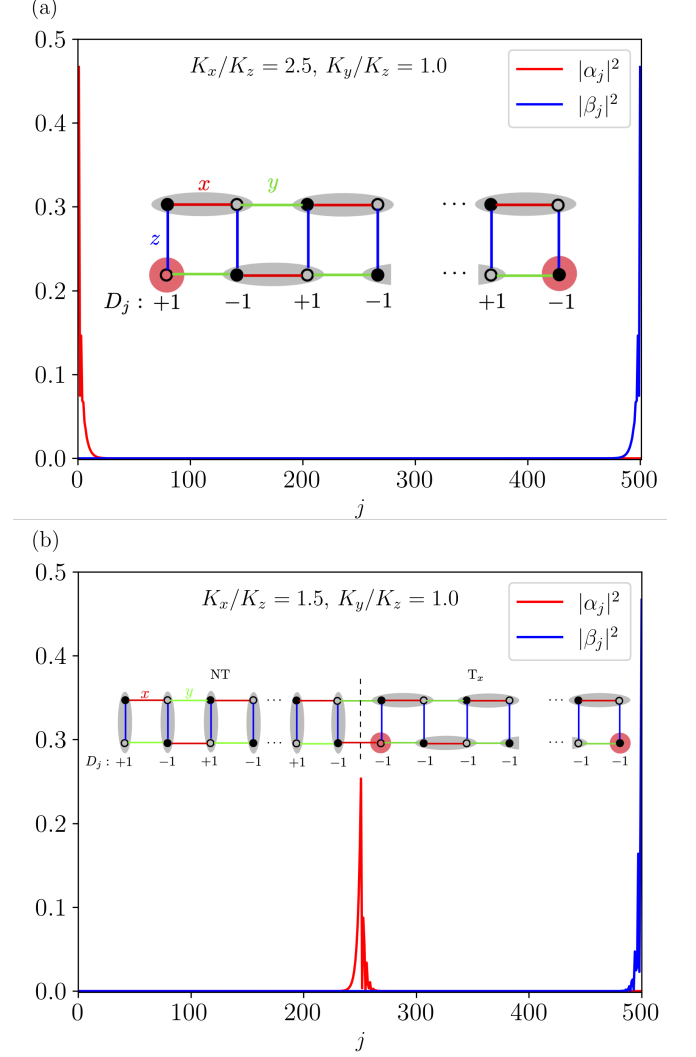 (a)
0.5
K_x/K_z = 2.5, K_y/K_z = 1.0
|α_j|^2
|β_j|^2
0.4
x
y
0.3
···
z
···
0.2
D_j : +1 −1 +1 −1 +1 −1
0.1
0.0
0 100 200 300 400 500
j
(b)
0.5
K_x/K_z = 1.5, K_y/K_z = 1.0
|α_j|^2
|β_j|^2
0.4
NT T_x
x y ··· ···
0.3
··· ···
D_j : +1 −1 +1 −1 +1 −1 −1 −1 −1 −1 −1 −1
0.2
0.1
0.0
0 100 200 300 400 500
j